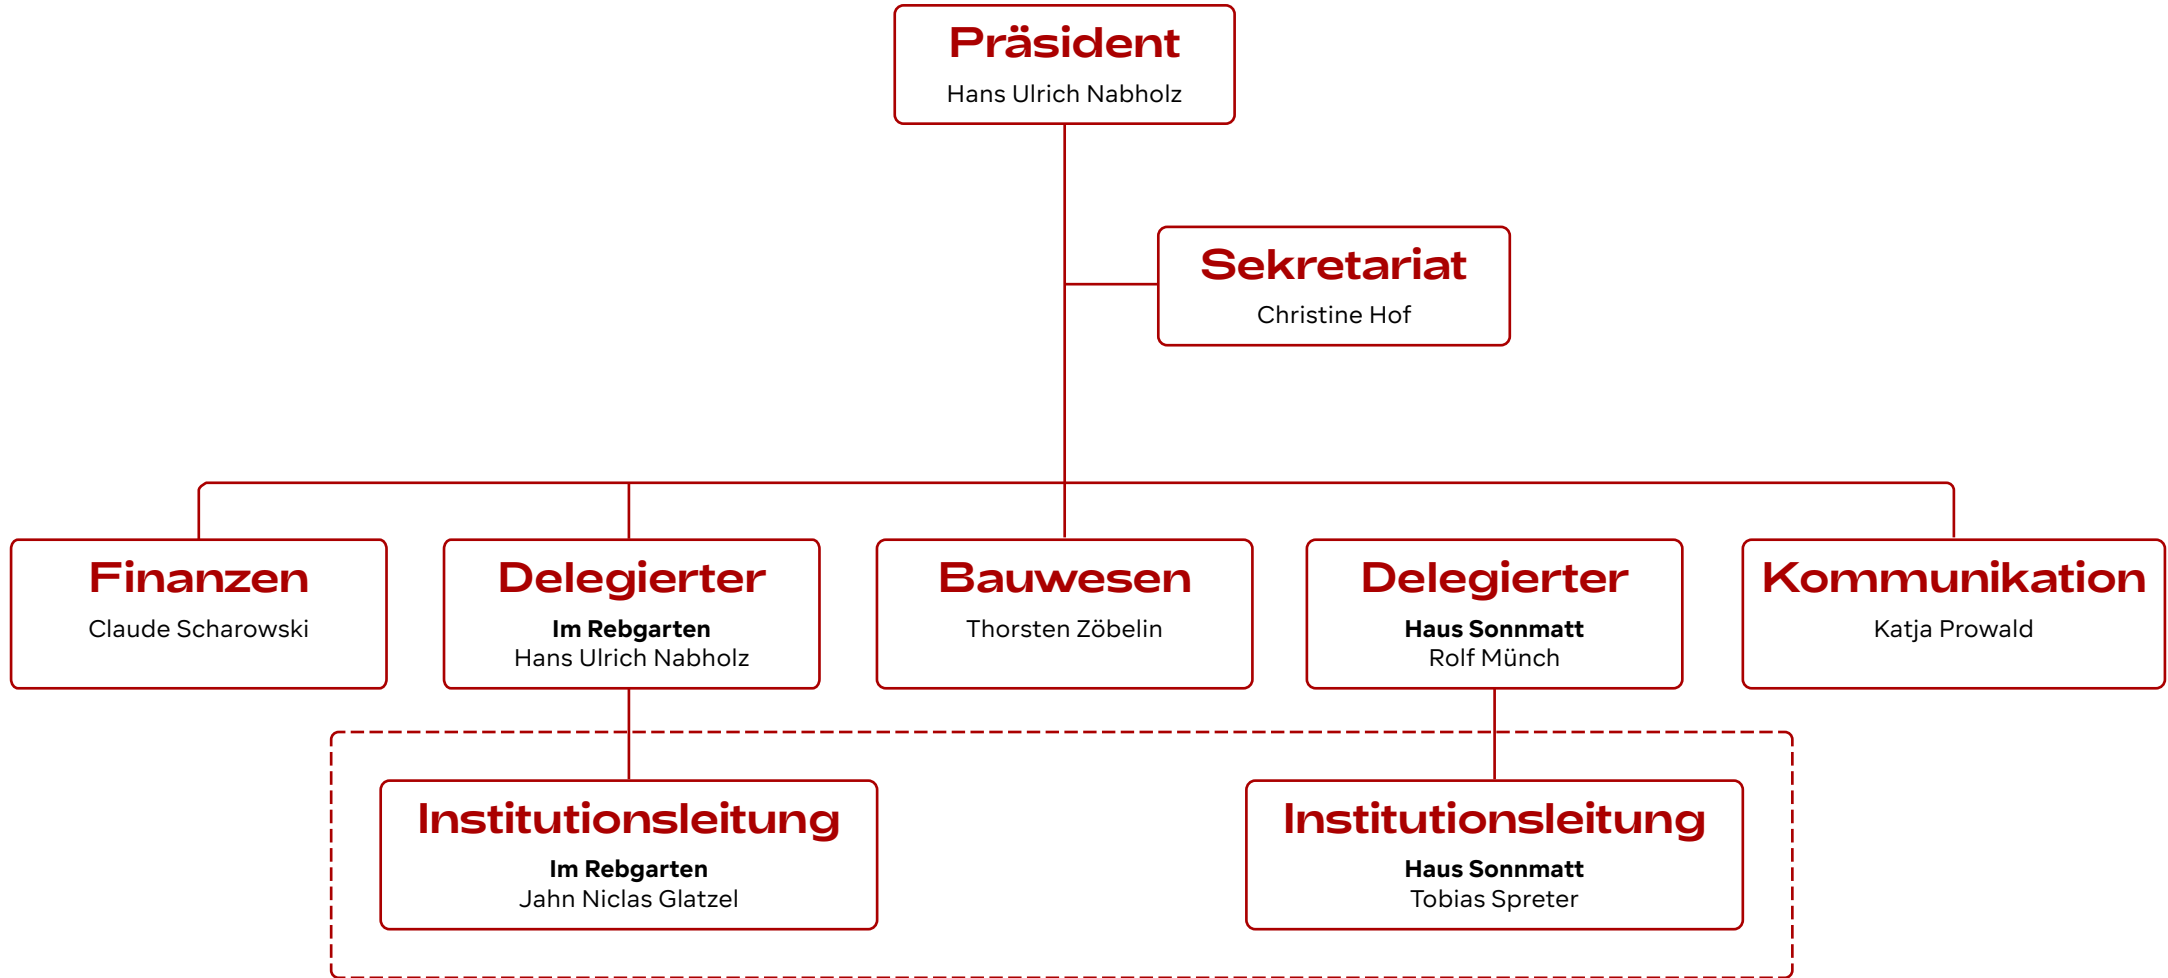 Präsident
Hans Ulrich Nabholz
Sekretariat
Christine Hof
Finanzen
Claude Scharowski
Delegierter
Im Rebgarten
Hans Ulrich Nabholz
Bauwesen
Thorsten Zöbelin
Delegierter
Haus Sonnmatt
Rolf Münch
Kommunikation
Katja Prowald
Institutionsleitung
Im Rebgarten
Jahn Niclas Glatzel
Institutionsleitung
Haus Sonnmatt
Tobias Spreter